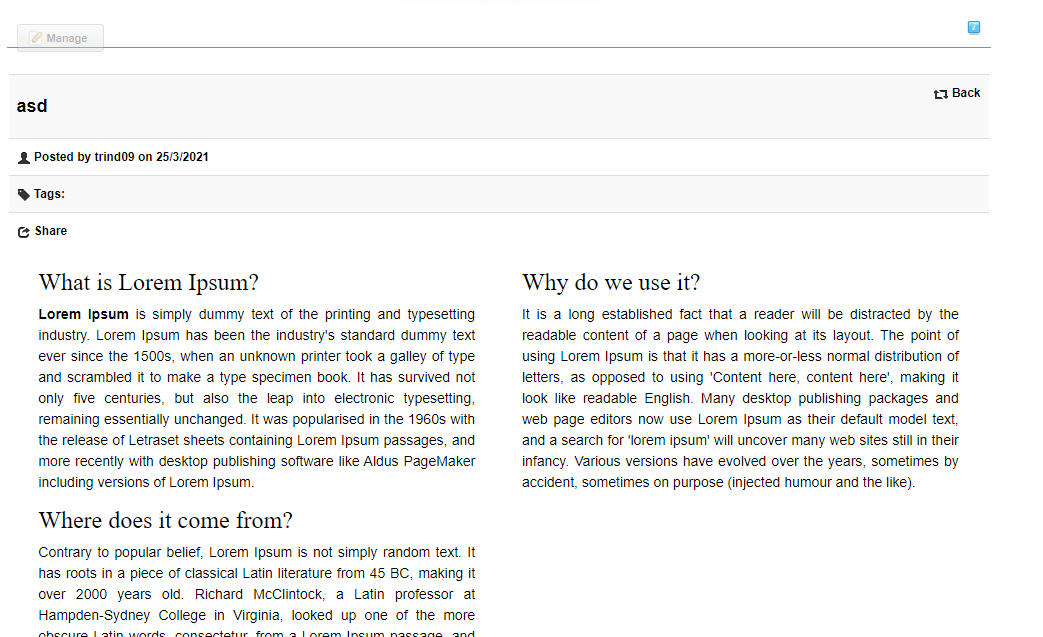 Manage
Back
asd
Posted by trind09 on 25/3/2021
Tags:
Share
What is Lorem Ipsum?
Lorem Ipsum is simply dummy text of the printing and typesetting
industry. Lorem Ipsum has been the industry's standard dummy text
ever since the 1500s, when an unknown printer took a galley of type
and scrambled it to make a type specimen book. It has survived not
only five centuries, but also the leap into electronic typesetting,
remaining essentially unchanged. It was popularised in the 1960s with
the release of Letraset sheets containing Lorem Ipsum passages, and
more recently with desktop publishing software like Aldus PageMaker
including versions of Lorem Ipsum.
Where does it come from?
Contrary to popular belief, Lorem Ipsum is not simply random text. It
has roots in a piece of classical Latin literature from 45 BC, making it
over 2000 years old. Richard McClintock, a Latin professor at
Hampden-Sydney College in Virginia, looked up one of the more
obscure Latin words, consectetur, from a Lorem Ipsum passage, and
Why do we use it?
It is a long established fact that a reader will be distracted by the
readable content of a page when looking at its layout. The point of
using Lorem Ipsum is that it has a more-or-less normal distribution of
letters, as opposed to using 'Content here, content here', making it
look like readable English. Many desktop publishing packages and
web page editors now use Lorem Ipsum as their default model text,
and a search for 'lorem ipsum' will uncover many web sites still in their
infancy. Various versions have evolved over the years, sometimes by
accident, sometimes on purpose (injected humour and the like).